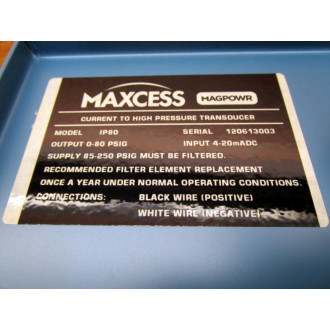 MAXCESS MAGPOWR
CURRENT TO HIGH PRESSURE TRANSDUCER
MODEL IP80 SERIAL 120613003
OUTPUT 0-80 PSIG INPUT 4-20mADC
SUPPLY 85-250 PSIG MUST BE FILTERED.
RECOMMENDED FILTER ELEMENT REPLACEMENT
ONCE A YEAR UNDER NORMAL OPERATING CONDITIONS.
CONNECTIONS: BLACK WIRE (POSITIVE)
WHITE WIRE (NEGATIVE)